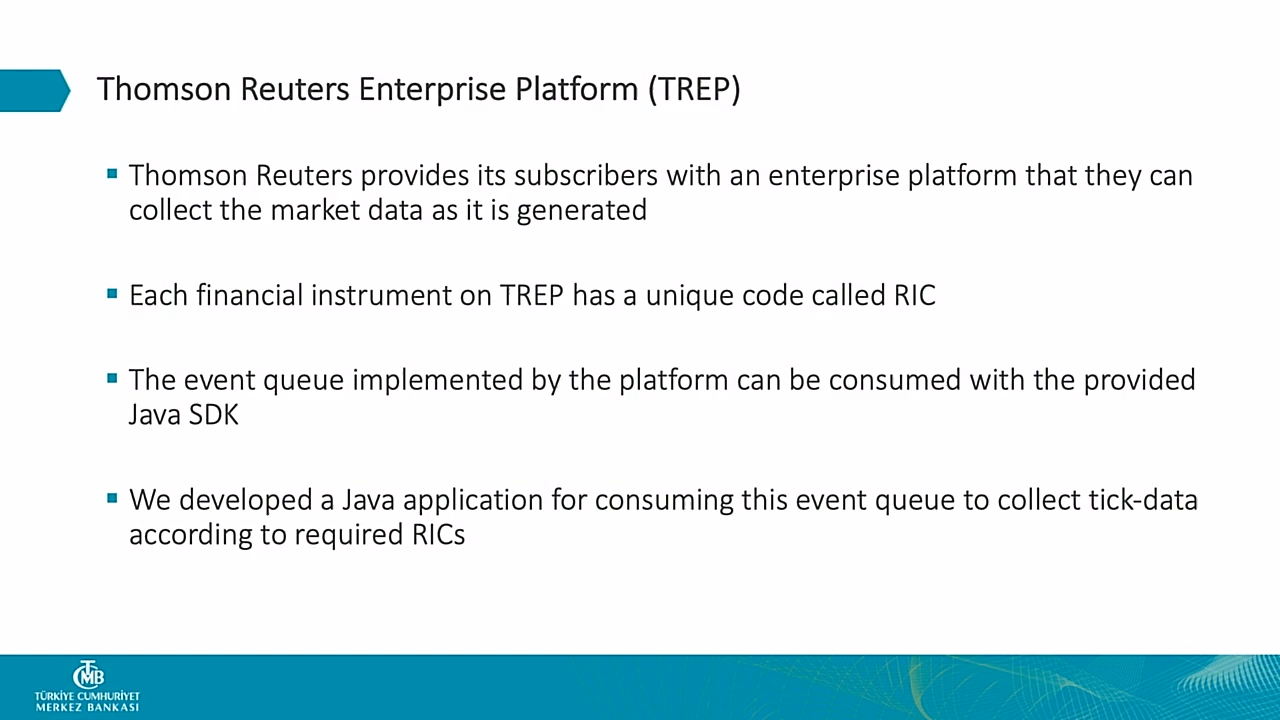 Thomson Reuters Enterprise Platform (TREP)
Thomson Reuters provides its subscribers with an enterprise platform that they can
collect the market data as it is generated
Each financial instrument on TREP has a unique code called RIC
The event queue implemented by the platform can be consumed with the provided
Java SDK
We developed a Java application for consuming this event queue to collect tick-data
according to required RICs
TCMB
TÜRKİYE CUMHURİYET
MERKEZ BANKASI